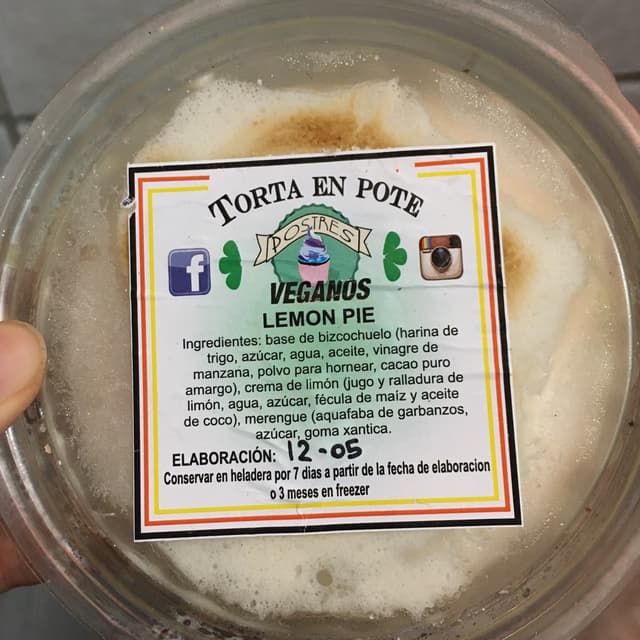 TORTA EN POTE
POSTRES
f
VEGANOS
LEMON PIE
Ingredientes: base de bizcochuelo (harina de
trigo, azúcar, agua, aceite, vinagre de
manzana, polvo para hornear, cacao puro
amargo), crema de limón (jugo y ralladura de
limón, agua, azúcar, fécula de maíz y aceite
de coco), merengue (aquafaba de garbanzos,
azúcar, goma xantica.
ELABORACIÓN: 12-05
Conservar en heladera por 7 dias a partir de la fecha de elaboracion
o 3 meses en freezer